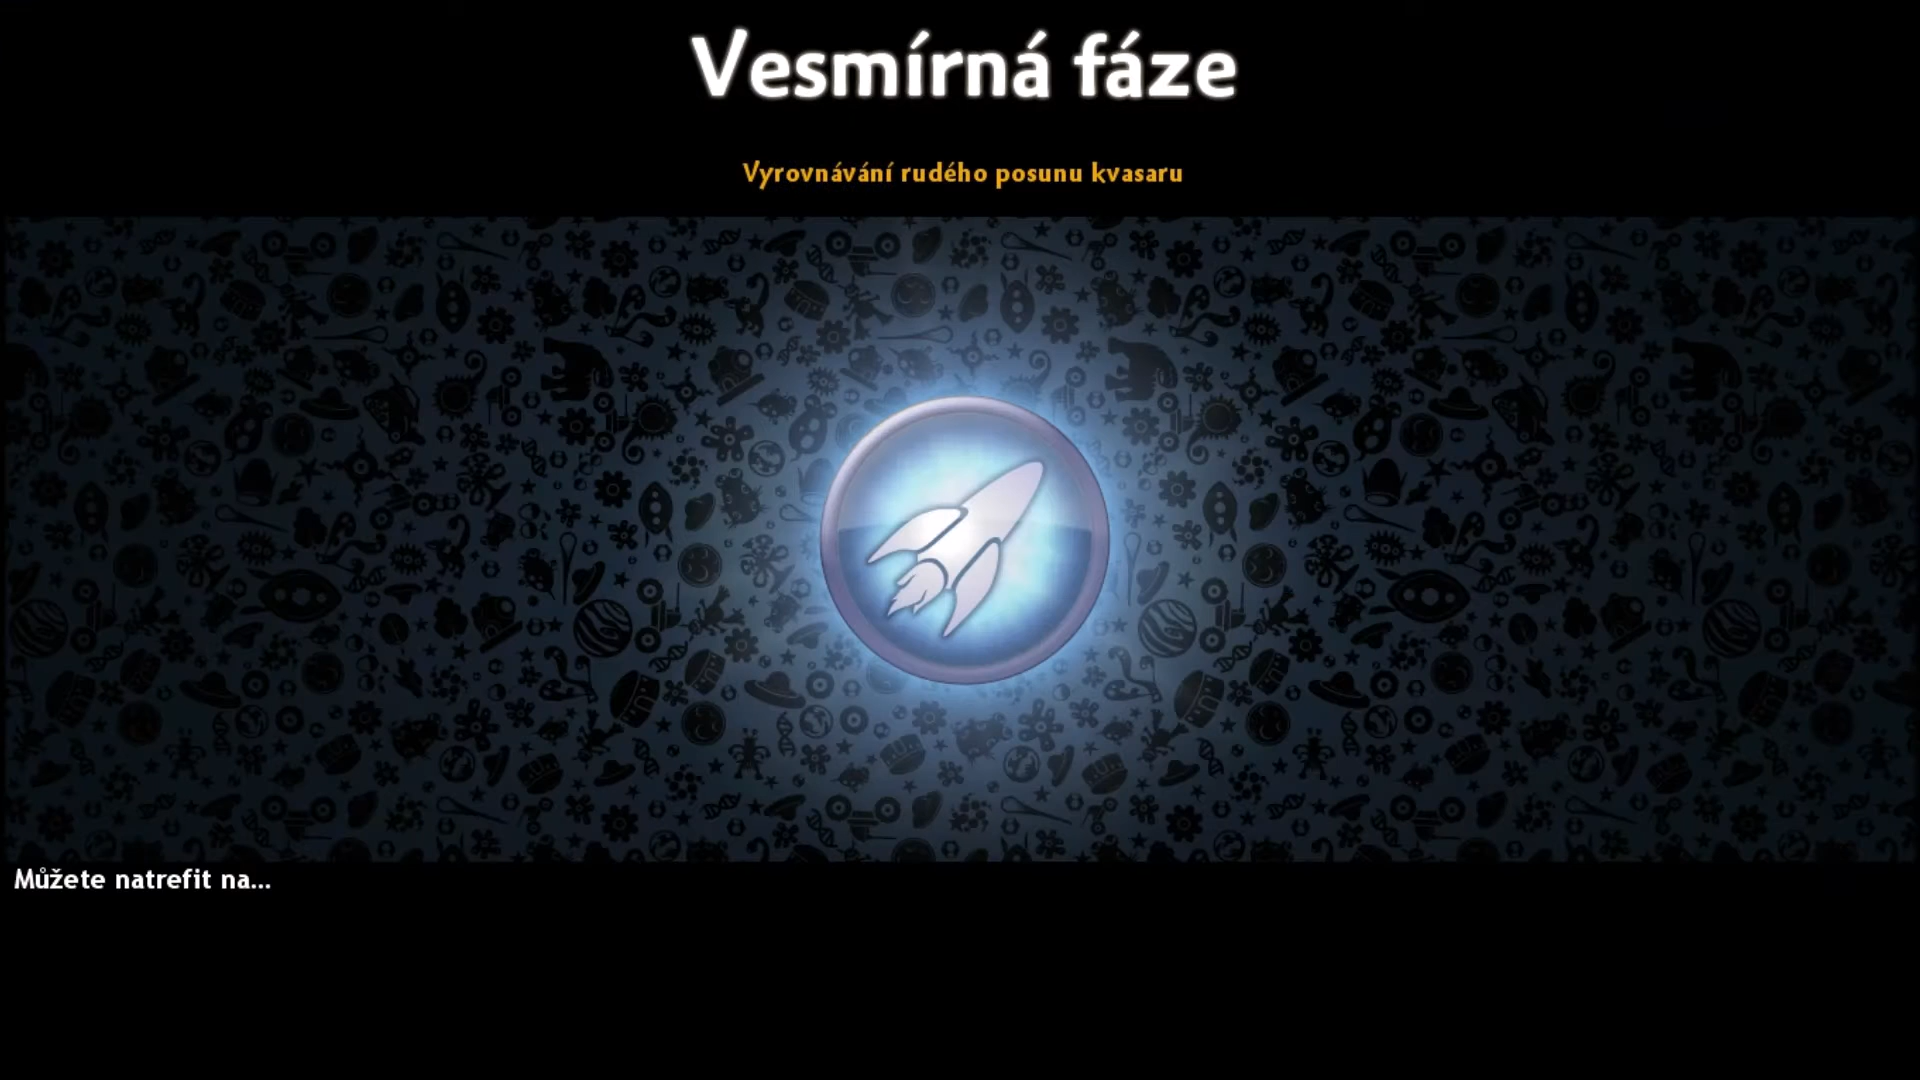 Vesmírná fáze
Vyrovnávání rudého posunu kvasaru
Můžete natrefit na...